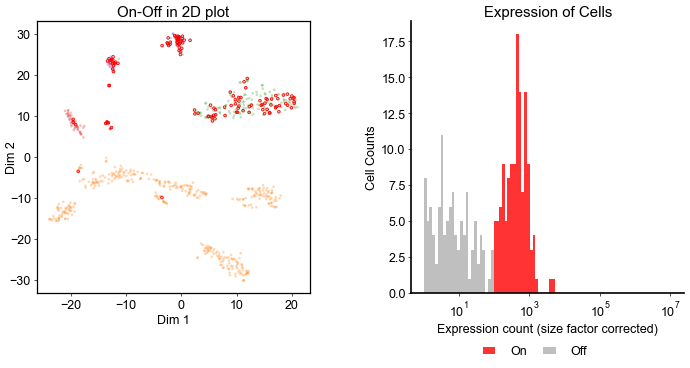 On-Off in 2D plot
30
20
10
0
−10
−20
−30
Dim 2
−20 −10 0 10 20
Dim 1
Expression of Cells
17.5
15.0
12.5
10.0
7.5
5.0
2.5
0.0
Cell Counts
10^1 10^3 10^5 10^7
Expression count (size factor corrected)
On Off